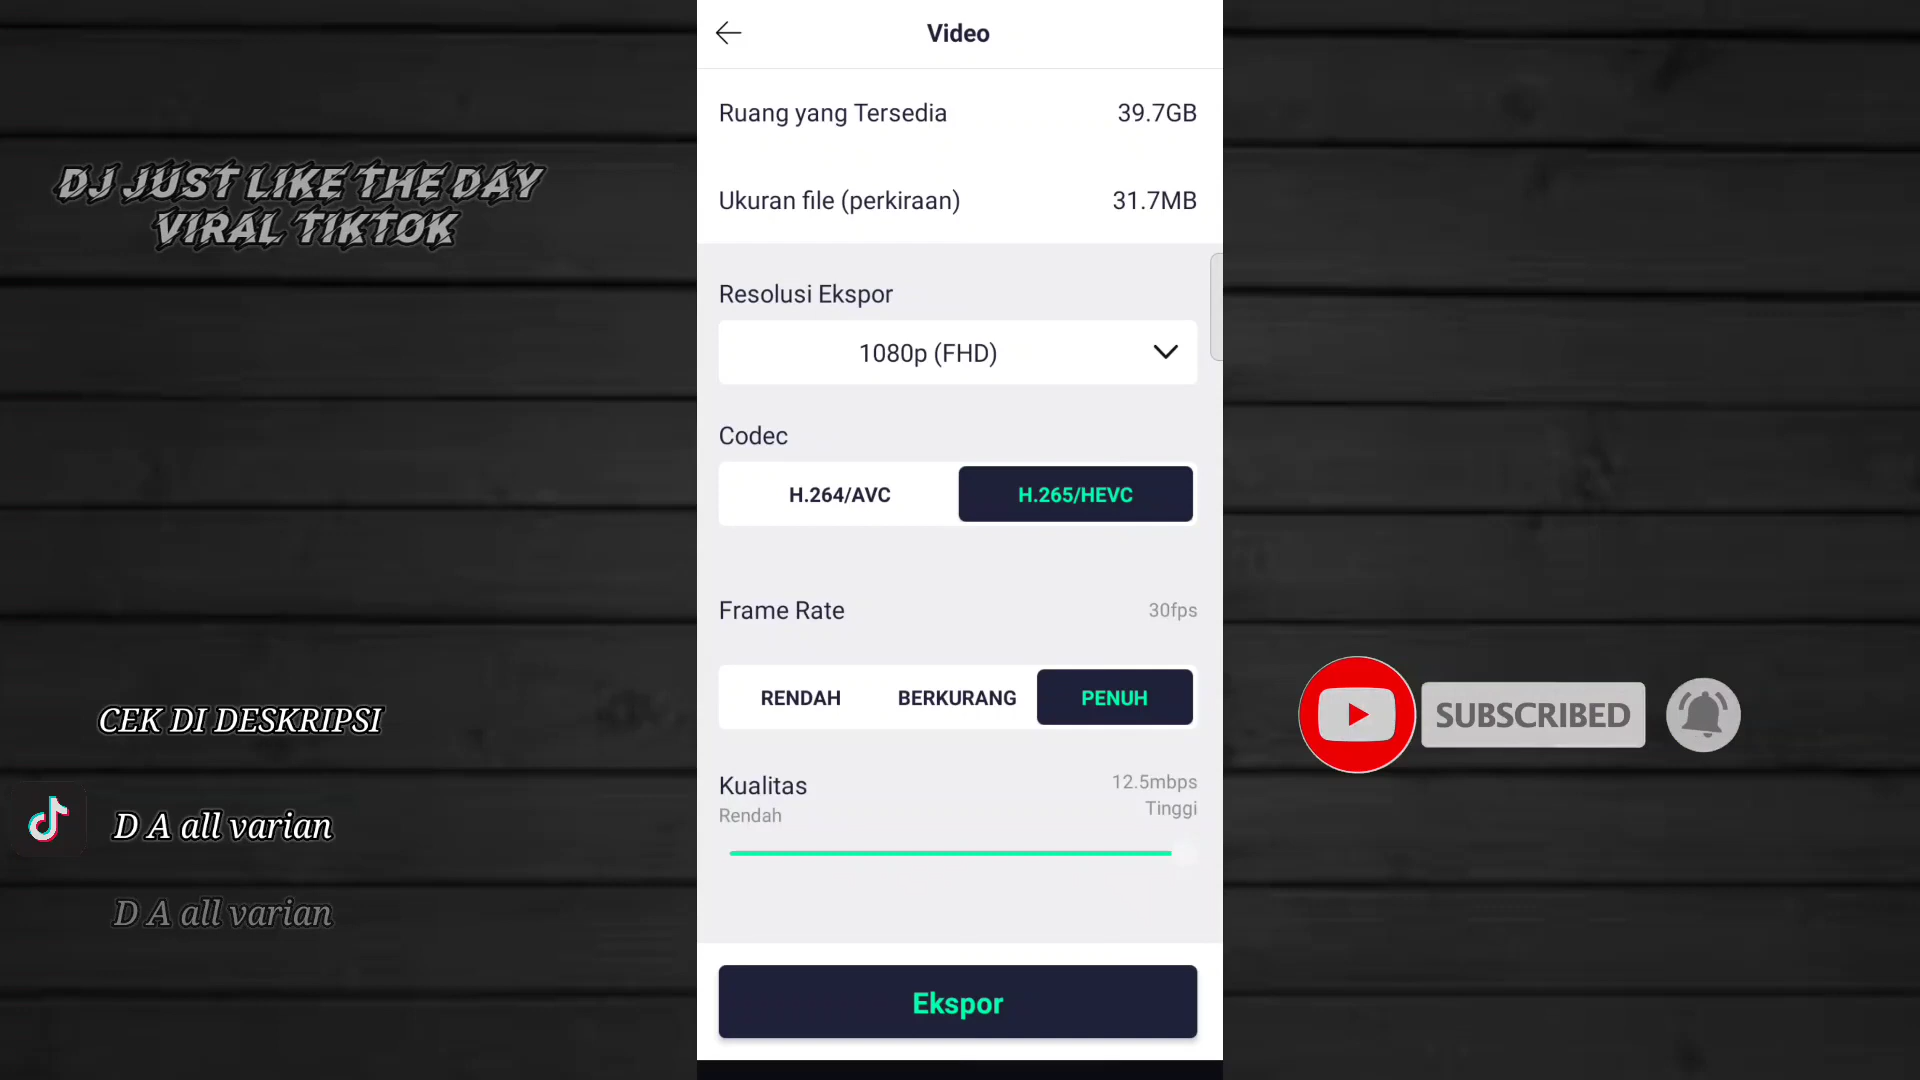 Video
Ruang yang Tersedia 39.7GB
Ukuran file (perkiraan) 31.7MB
DJ JUST LIKE THE DAY
VIRAL TIKTOK
Resolusi Ekspor
1080p (FHD)
Codec
H.264/AVC H.265/HEVC
Frame Rate 30fps
RENDAH BERKURANG PENUH
Kualitas 12.5mbps
Rendah Tinggi
Ekspor
CEK DI DESKRIPSI
D A all varian
D A all varian
SUBSCRIBED